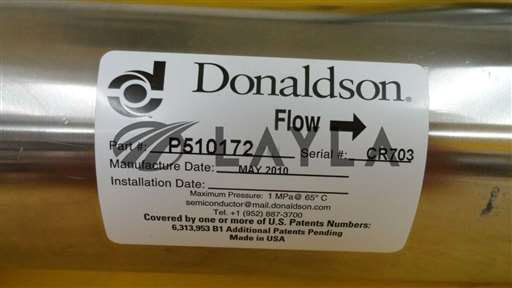 Donaldson®
Flow →
Part #: P510172 Serial #: CR703
Manufacture Date: MAY 2010
Installation Date:
Maximum Pressure: 1 MPa@ 65° C
semiconductor@mail.donaldson.com
Tel. +1 (952) 887-3700
Covered by one or more of U.S. Patents Numbers:
6,313,953 B1 Additional Patents Pending
Made in USA
LAYLA